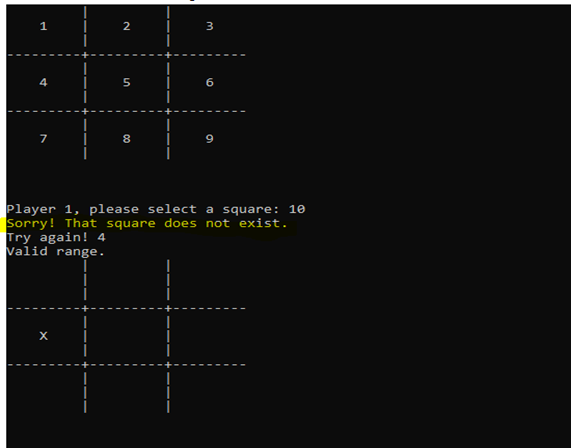 1 | 2 | 3
---------+---------+---------
4 | 5 | 6
---------+---------+---------
7 | 8 | 9
Player 1, please select a square: 10
Sorry! That square does not exist.
Try again! 4
Valid range.
---------+---------+---------
X | |
---------+---------+---------